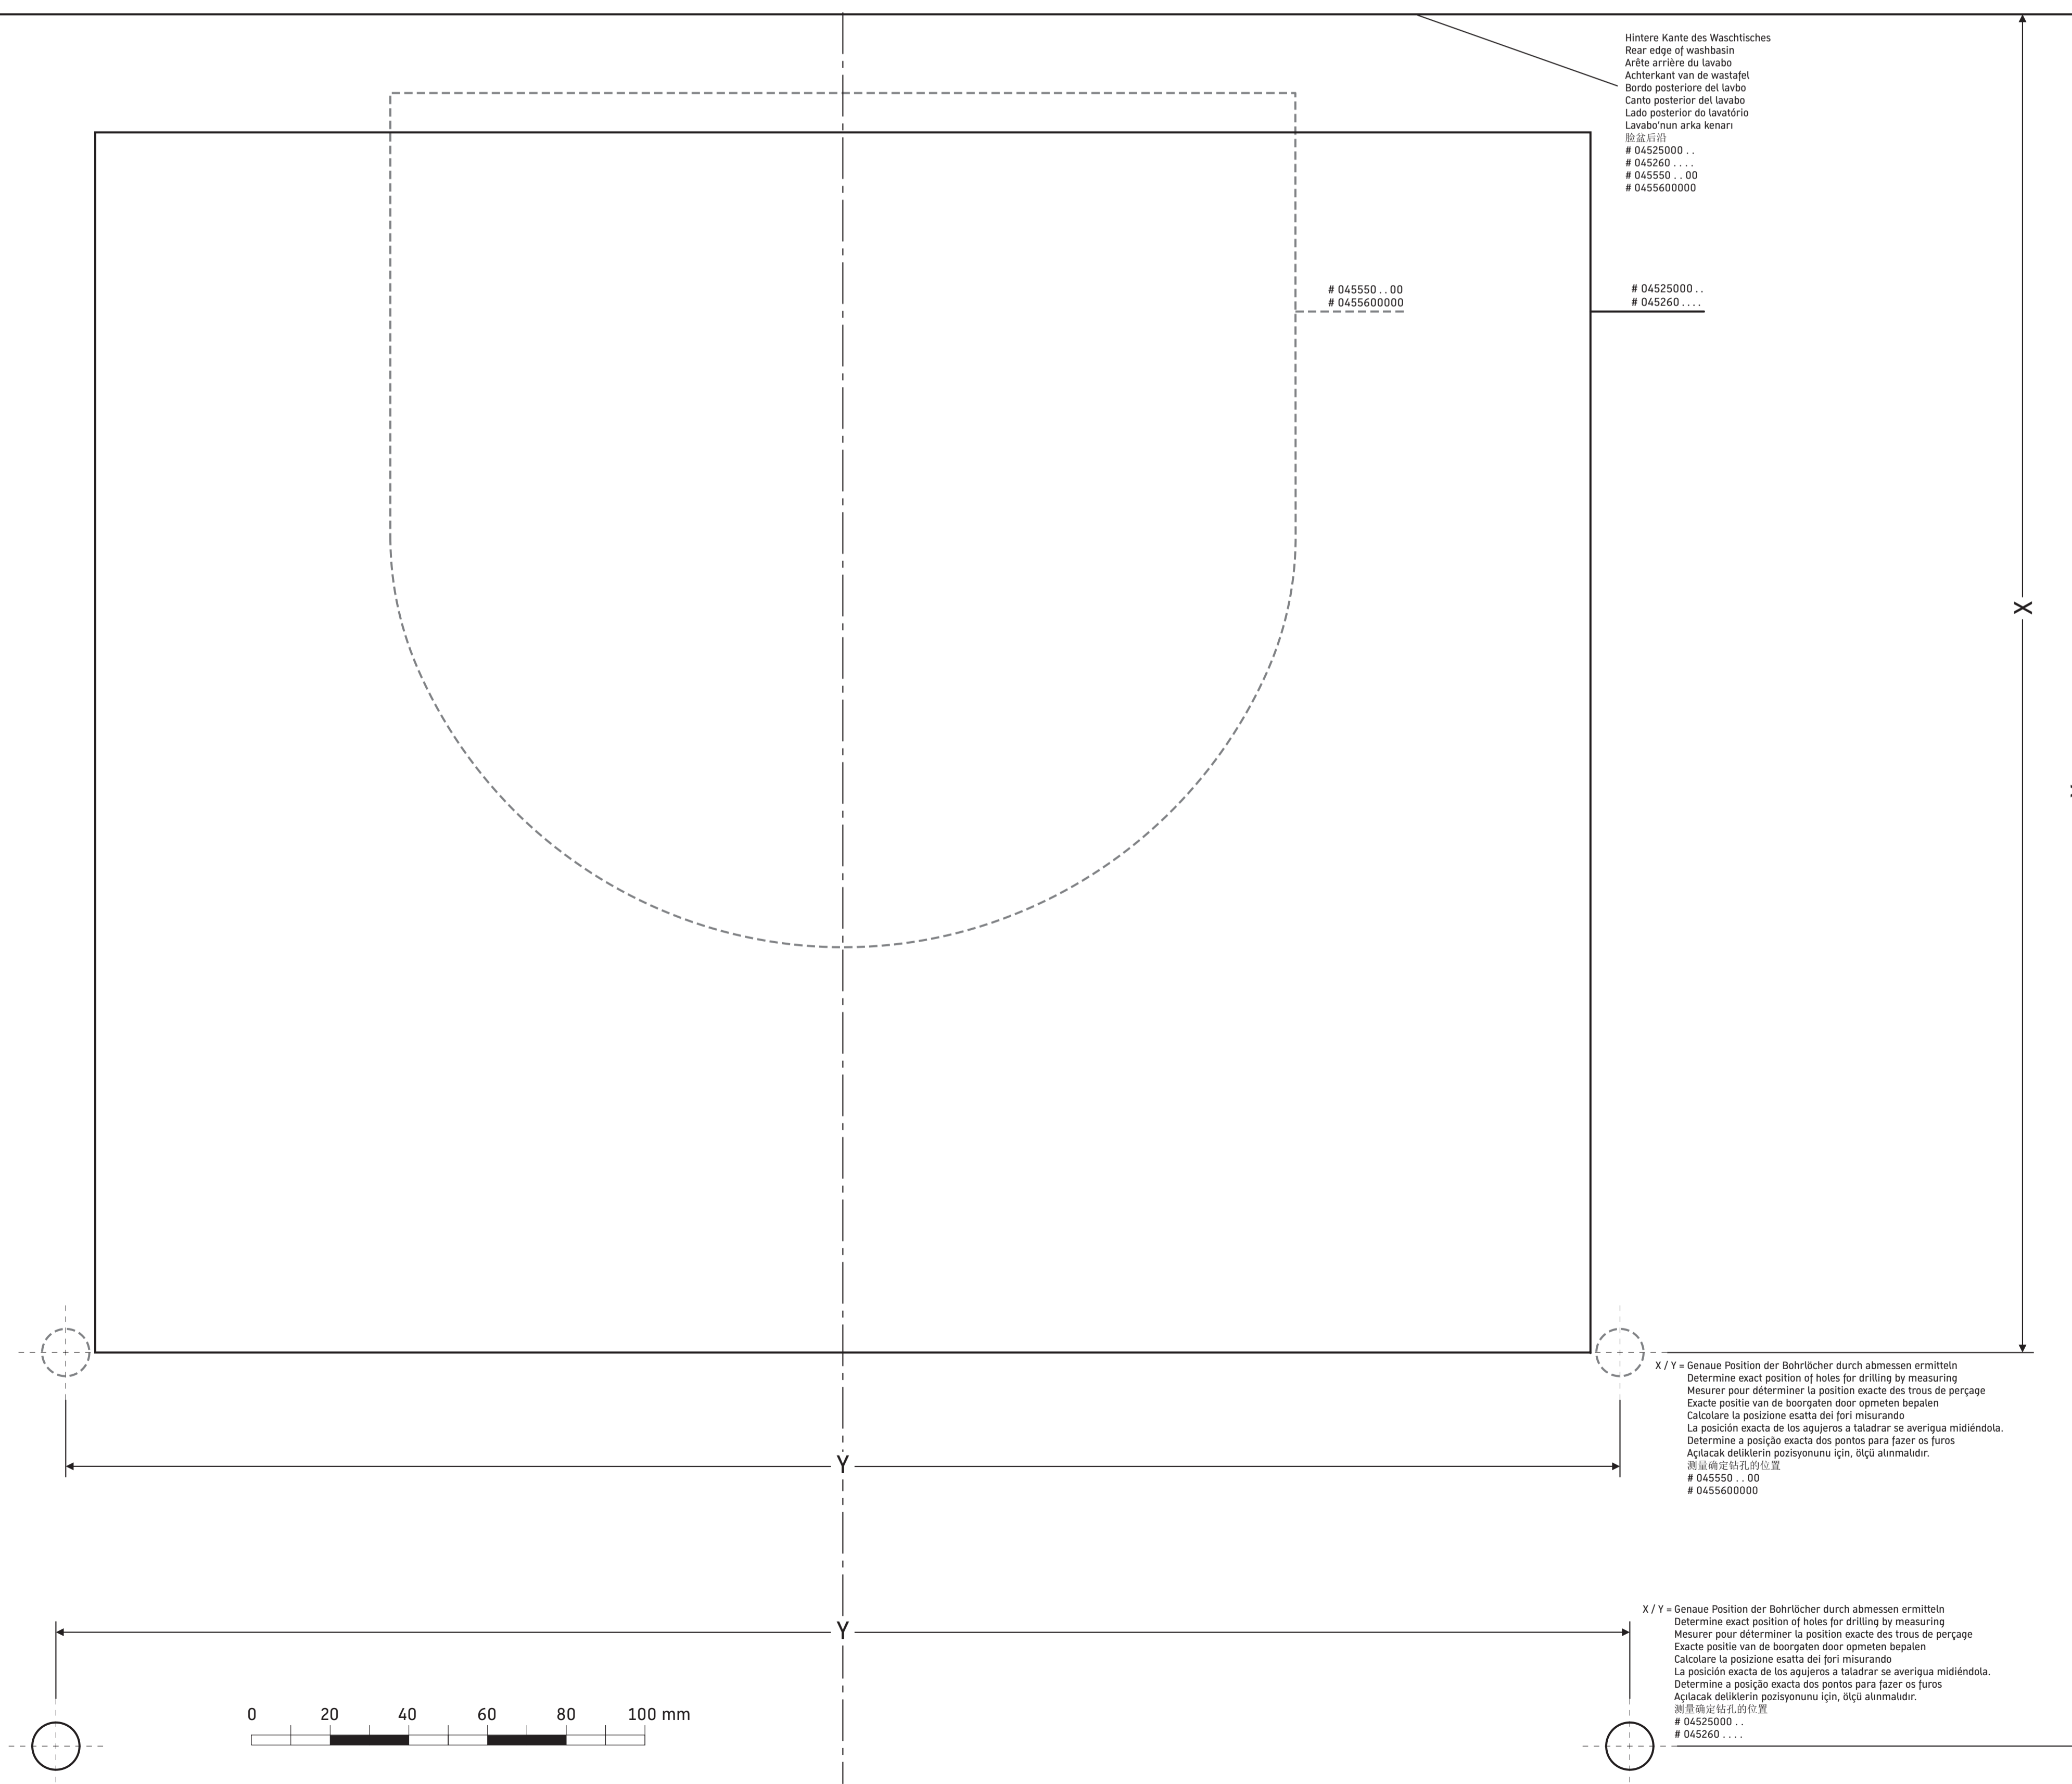 Hintere Kante des Waschtisches
Rear edge of washbasin
Arête arrière du lavabo
Achterkant van de wastafel
Bordo posteriore del lavbo
Canto posterior del lavabo
Lado posterior do lavatório
Lavabo'nun arka kenarı
脸盆后沿
# 04525000 . .
# 045260 . . . .
# 045550 . . 00
# 0455600000
# 045550 . . 00
# 0455600000
# 04525000 . .
# 045260 . . . .
X
X / Y = Genaue Position der Bohrlöcher durch abmessen ermitteln
Determine exact position of holes for drilling by measuring
Mesurer pour déterminer la position exacte des trous de perçage
Exacte positie van de boorgaten door opmeten bepalen
Calcolare la posizione esatta dei fori misurando
La posición exacta de los agujeros a taladrar se averigua midiéndola.
Determine a posição exacta dos pontos para fazer os furos
Açılacak deliklerin pozisyonunu için, ölçü alınmalıdır.
测量确定钻孔的位置
# 045550 . . 00
# 0455600000
Y
Y
X / Y = Genaue Position der Bohrlöcher durch abmessen ermitteln
Determine exact position of holes for drilling by measuring
Mesurer pour déterminer la position exacte des trous de perçage
Exacte positie van de boorgaten door opmeten bepalen
Calcolare la posizione esatta dei fori misurando
La posición exacta de los agujeros a taladrar se averigua midiéndola.
Determine a posição exacta dos pontos para fazer os furos
Açılacak deliklerin pozisyonunu için, ölçü alınmalıdır.
测量确定钻孔的位置
# 04525000 . .
# 045260 . . . .
0 20 40 60 80 100 mm